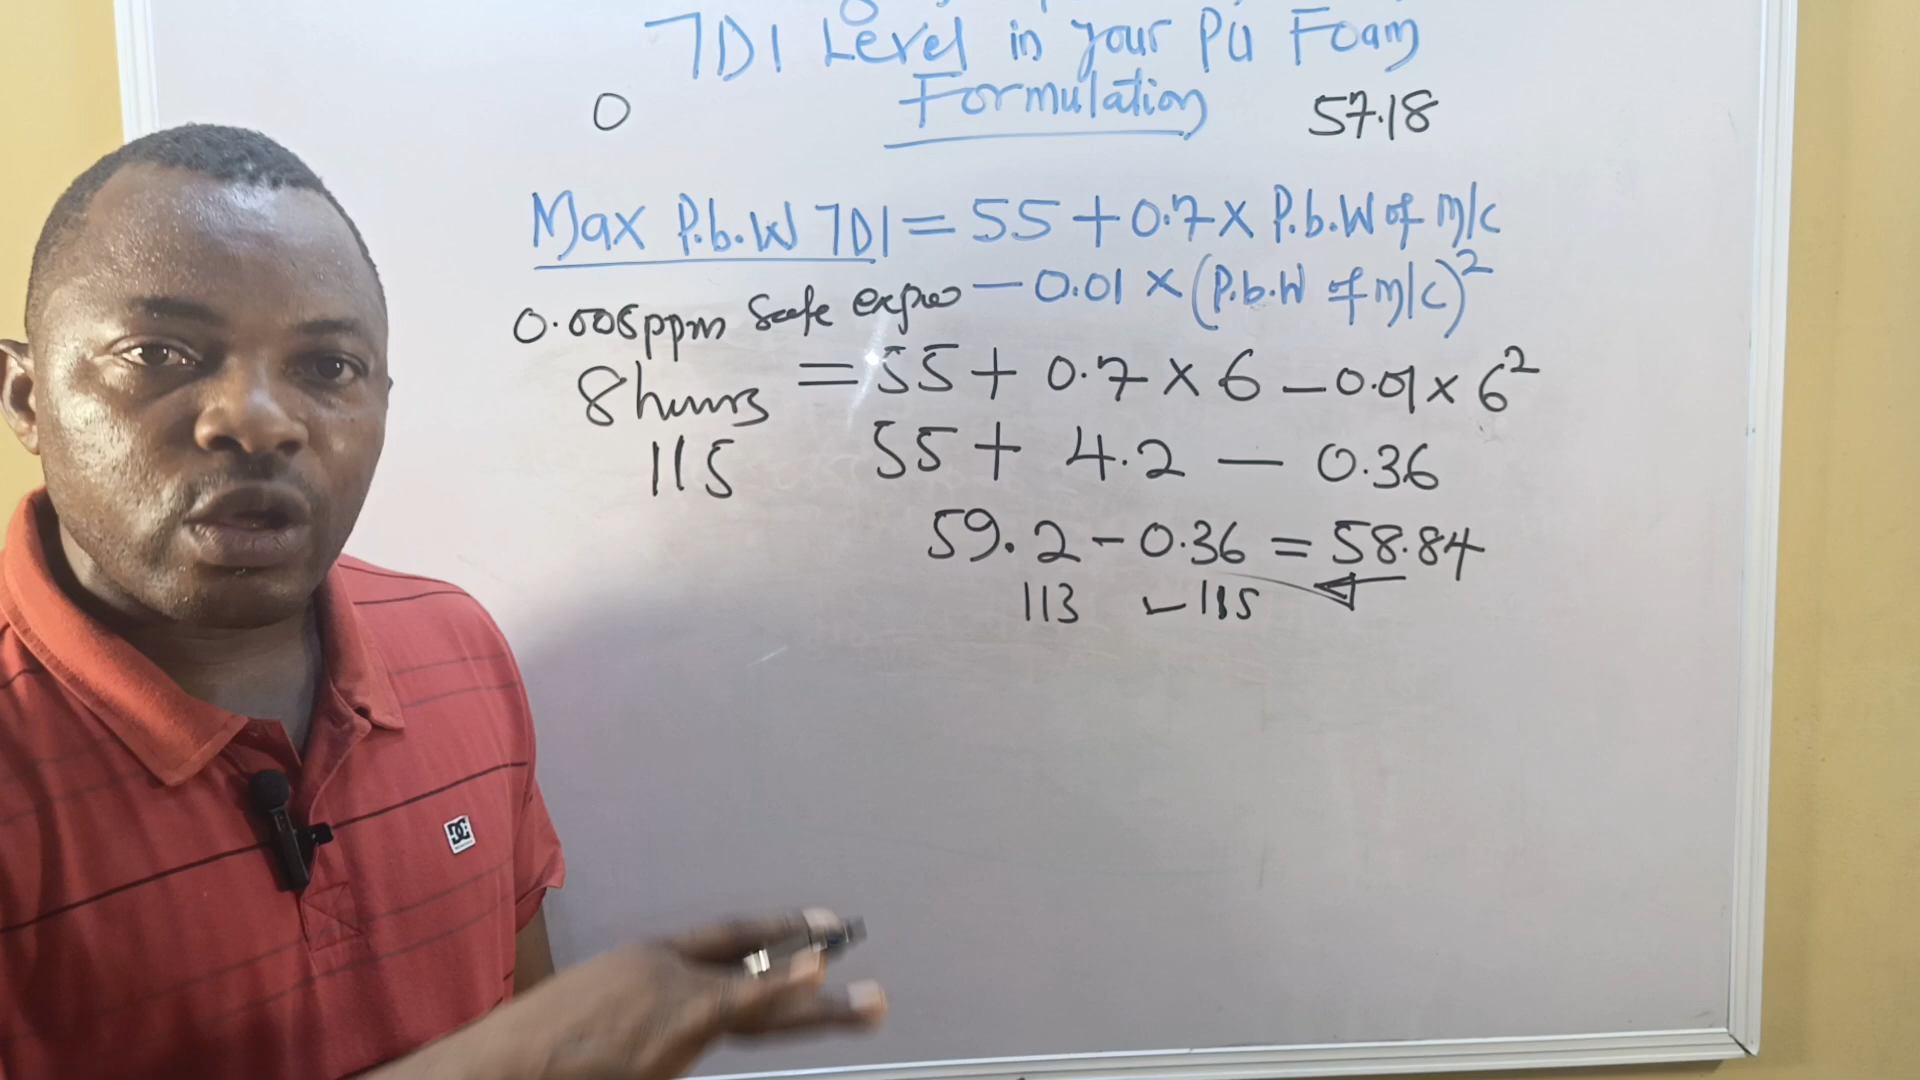 TDI Level in your PU Foam
Formulation
0
57.18
Max P.b.W TDI = 55 + 0.7 x P.b.W of m/c
- 0.01 x (P.b.W of m/c)²
0.005ppm Safe
8 hours
115
= 55 + 0.7 x 6 - 0.01 x 6²
55 + 4.2 - 0.36
59.2 - 0.36 = 58.84
113 - 115
DC